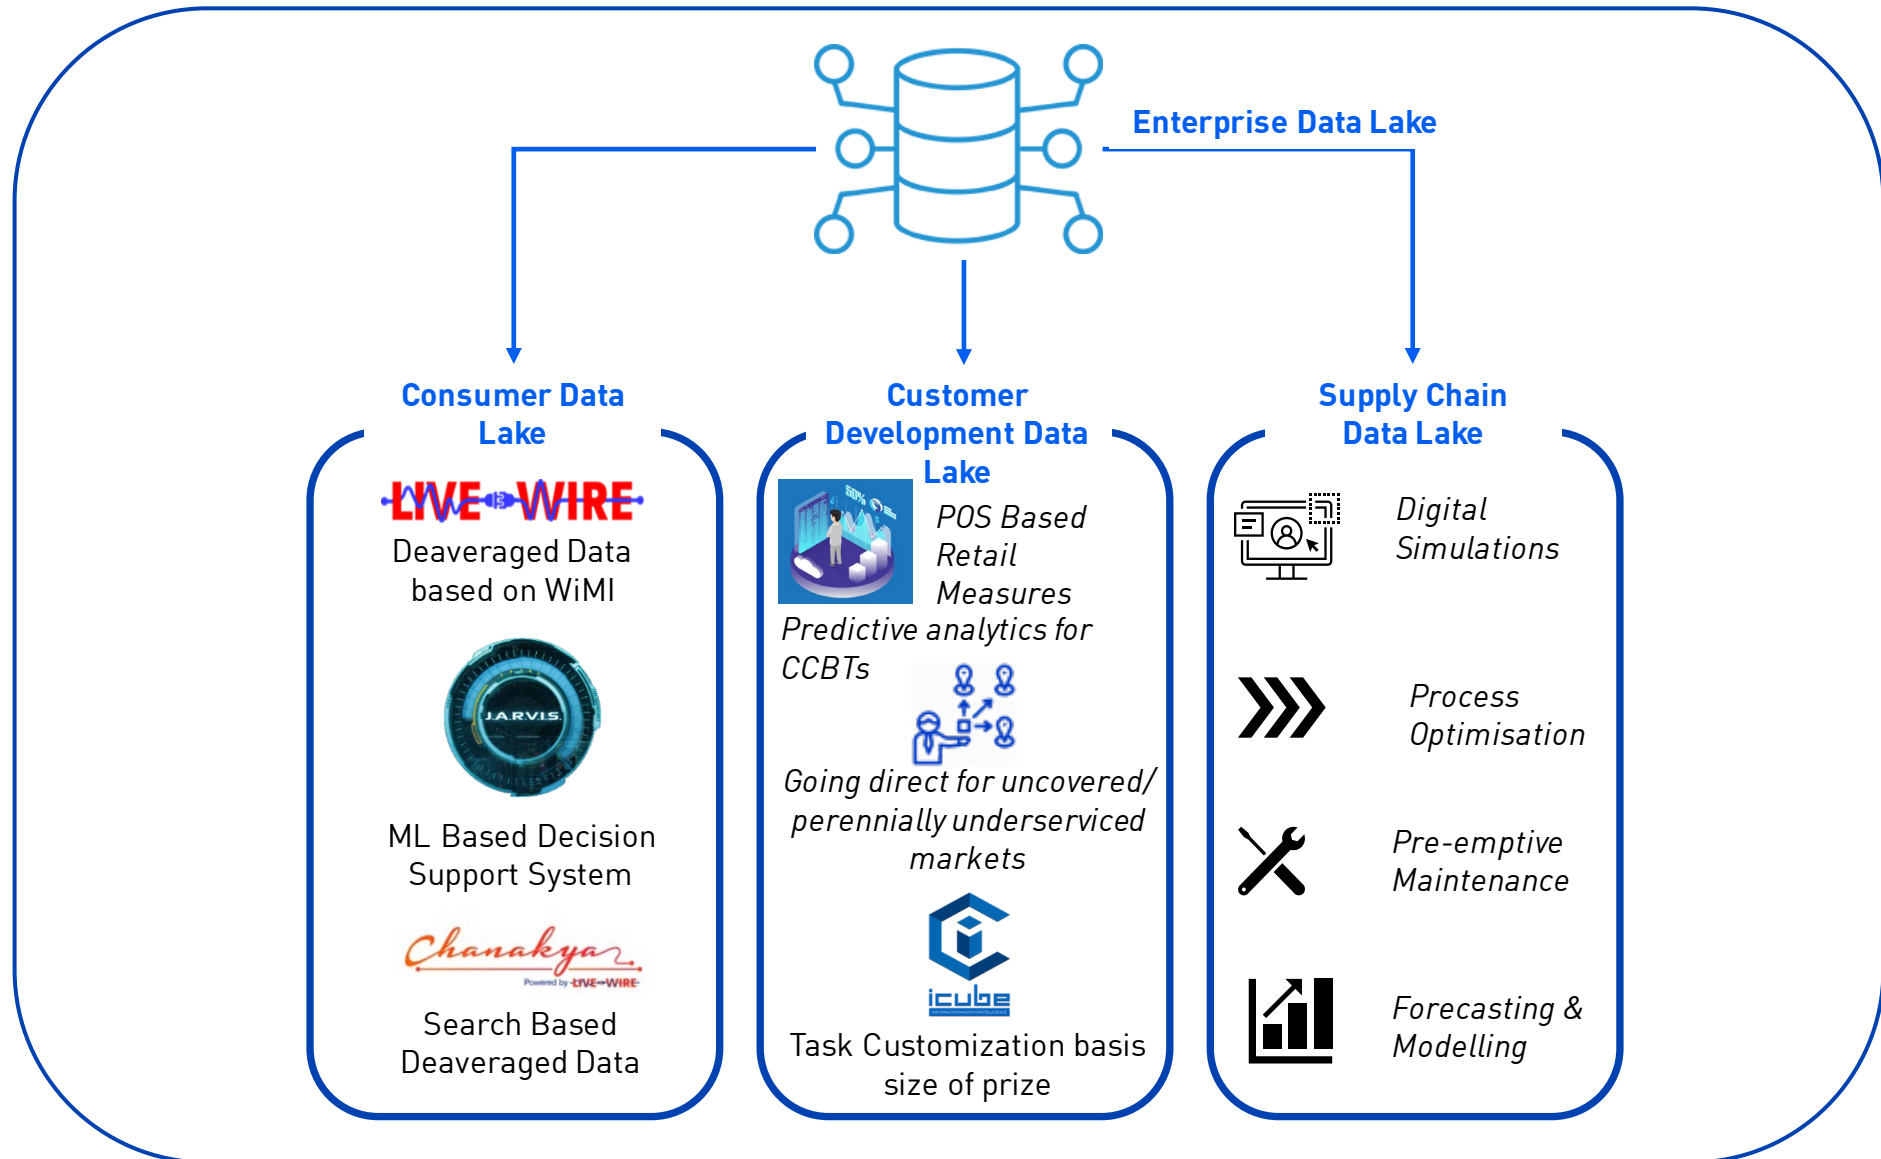 Enterprise Data Lake
Consumer Data
Lake
LIVE WIRE
Deaveraged Data
based on WiMI
J.A.R.V.I.S.
ML Based Decision
Support System
Chanakya
Powered by LIVE WIRE
Search Based
Deaveraged Data
Customer
Development Data
Lake
50%
POS Based
Retail
Measures
Predictive analytics for
CCBTs
Going direct for uncovered/
perennially underserviced
markets
icube
Task Customization basis
size of prize
Supply Chain
Data Lake
Digital
Simulations
Process
Optimisation
Pre-emptive
Maintenance
Forecasting &
Modelling